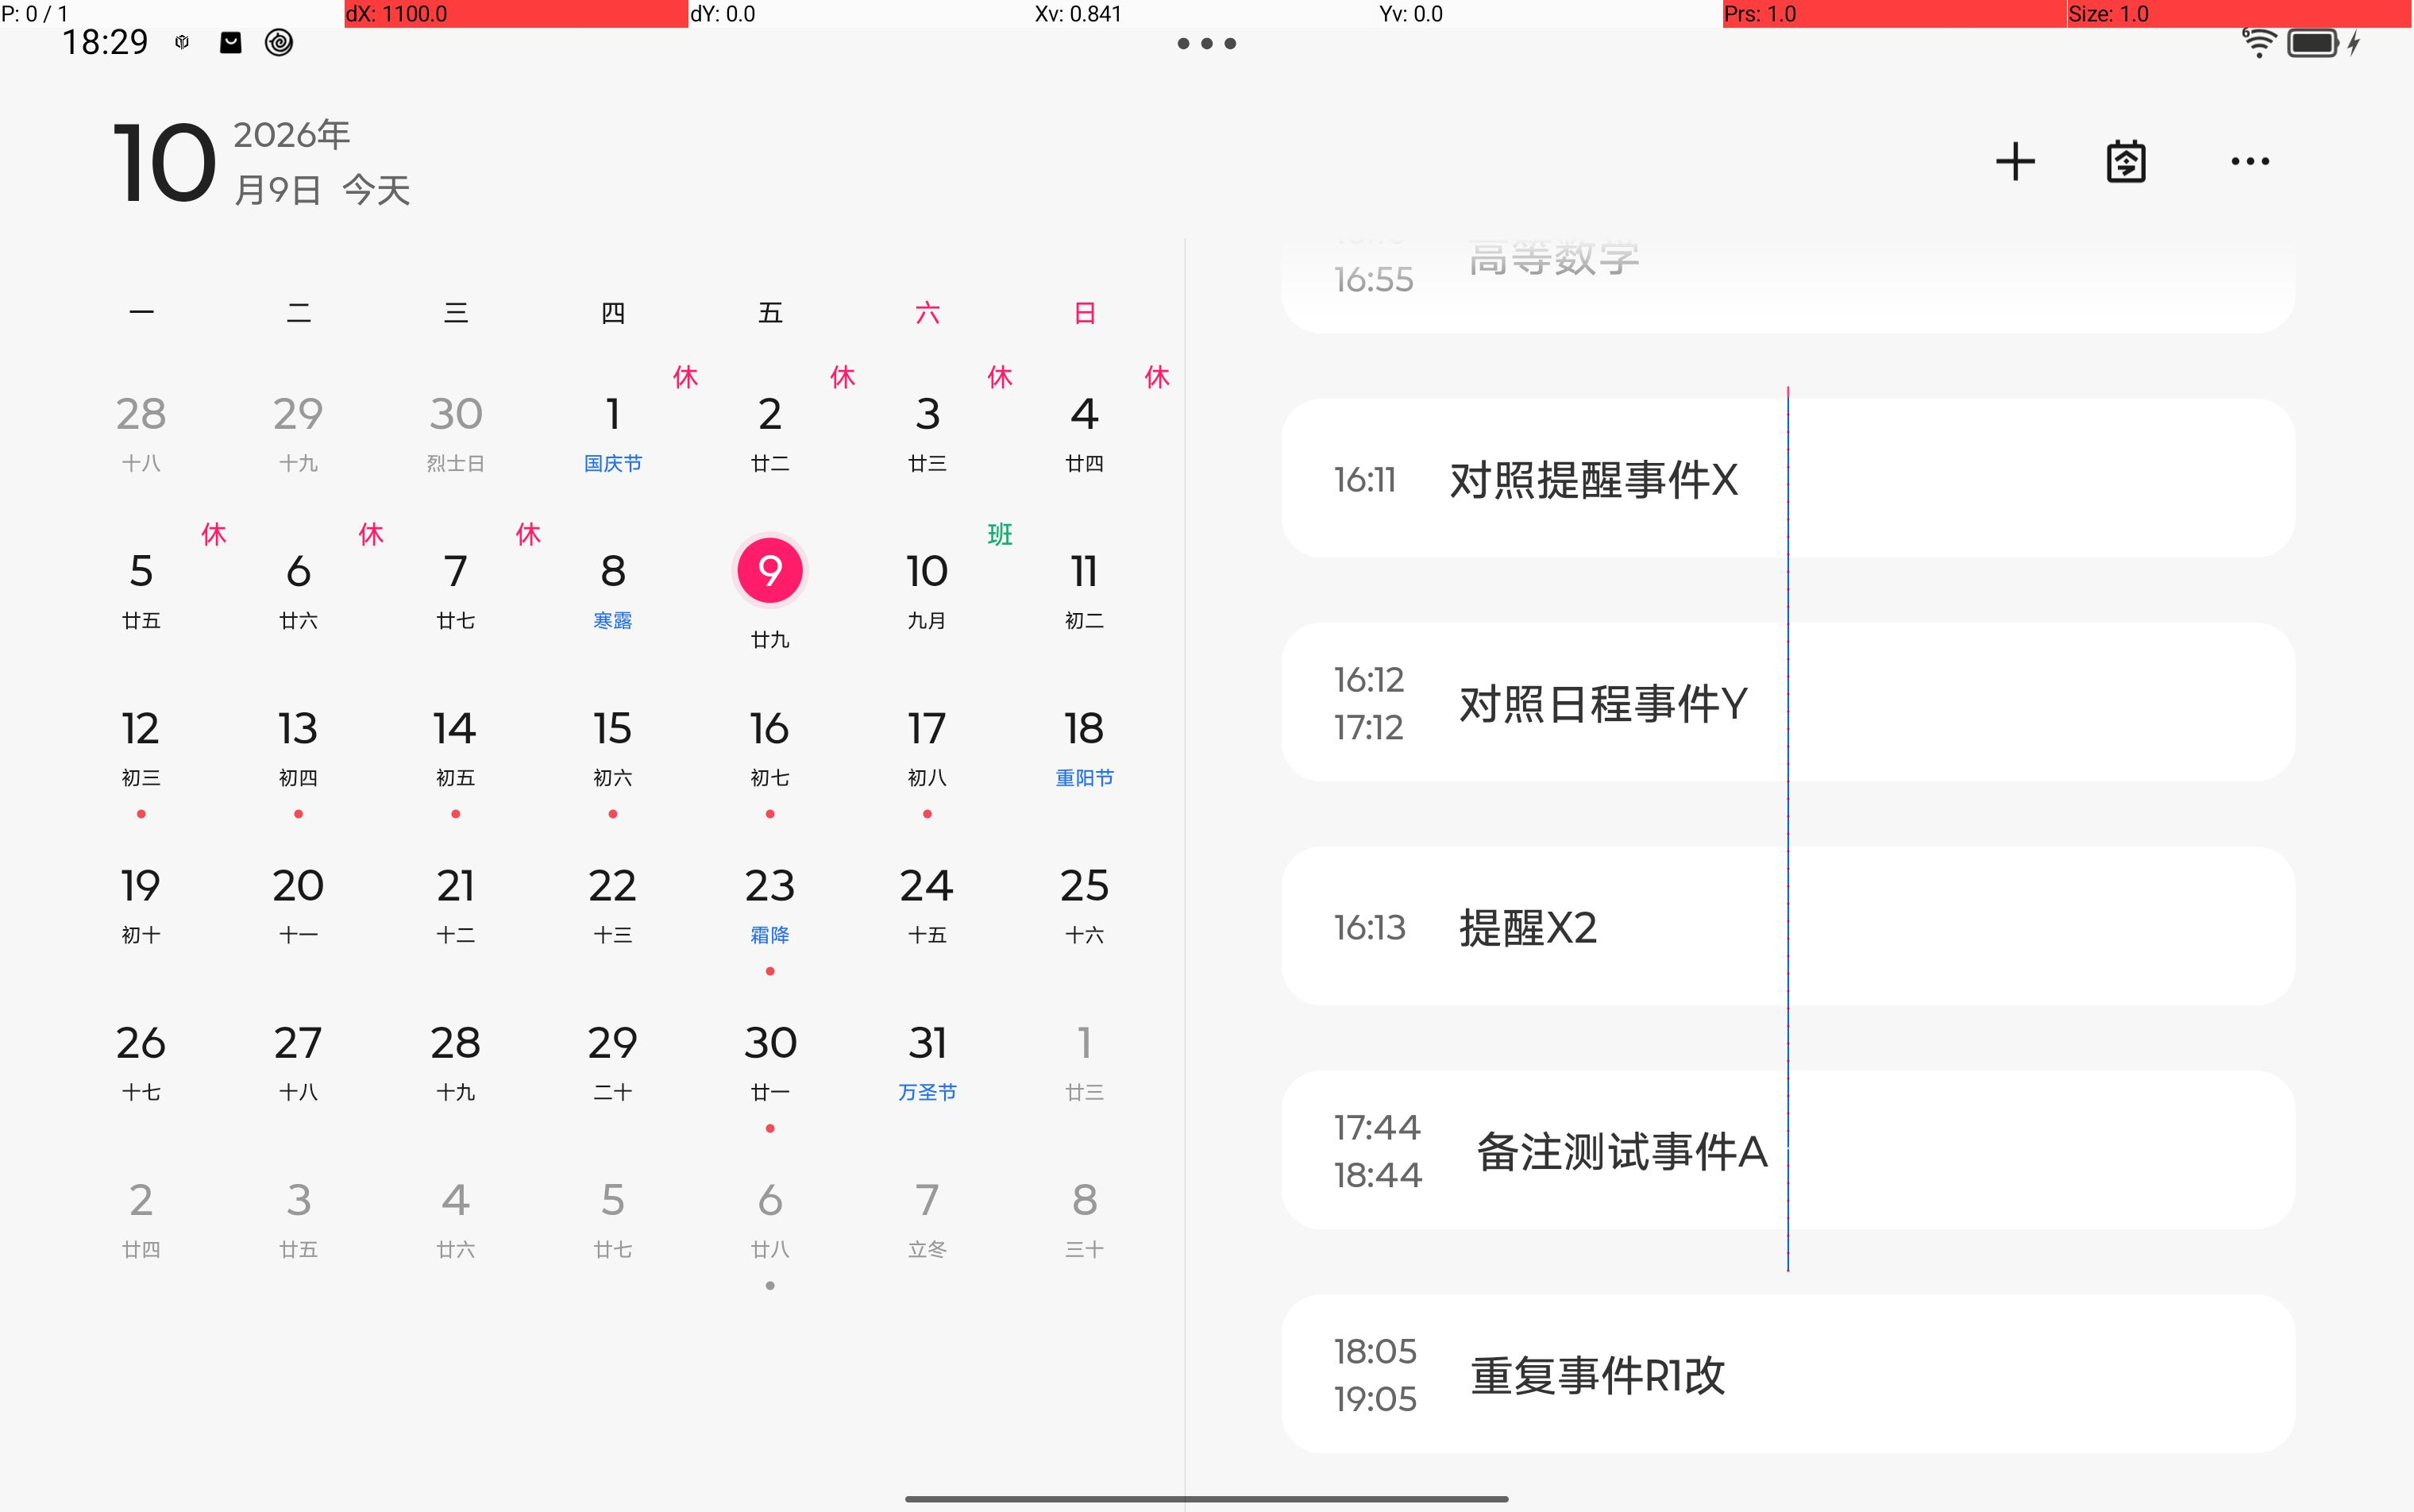 P: 0 / 1 dX: 1100.0 dY: 0.0 Xv: 0.841 Yv: 0.0 Prs: 1.0 Size: 1.0
18:29
6
10 2026年
月9日 今天
一 二 三 四 五 六 日
休 休 休 休
28 29 30 1 2 3 4
十八 十九 烈士日 国庆节 廿二 廿三 廿四
休 休 休 班
5 6 7 8 9 10 11
廿五 廿六 廿七 寒露 廿九 九月 初二
12 13 14 15 16 17 18
初三 初四 初五 初六 初七 初八 重阳节
19 20 21 22 23 24 25
初十 十一 十二 十三 霜降 十五 十六
26 27 28 29 30 31 1
十七 十八 十九 二十 廿一 万圣节 廿三
2 3 4 5 6 7 8
廿四 廿五 廿六 廿七 廿八 立冬 三十
高等数学
16:55
16:11 对照提醒事件X
16:12
17:12
对照日程事件Y
16:13 提醒X2
17:44
18:44
备注测试事件A
18:05
19:05
重复事件R1改